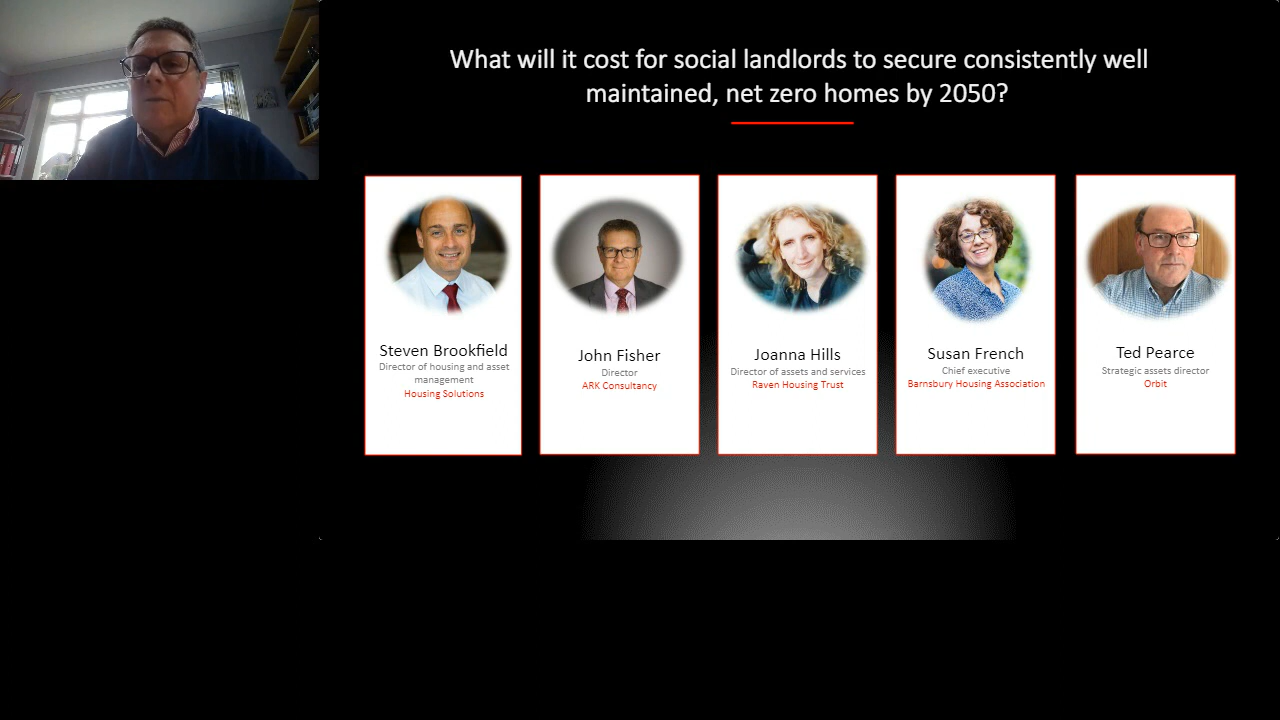 What will it cost for social landlords to secure consistently well
maintained, net zero homes by 2050?
Steven Brookfield
Director of housing and asset
management
Housing Solutions
John Fisher
Director
ARK Consultancy
Joanna Hills
Director of assets and services
Raven Housing Trust
Susan French
Chief executive
Barnsbury Housing Association
Ted Pearce
Strategic assets director
Orbit